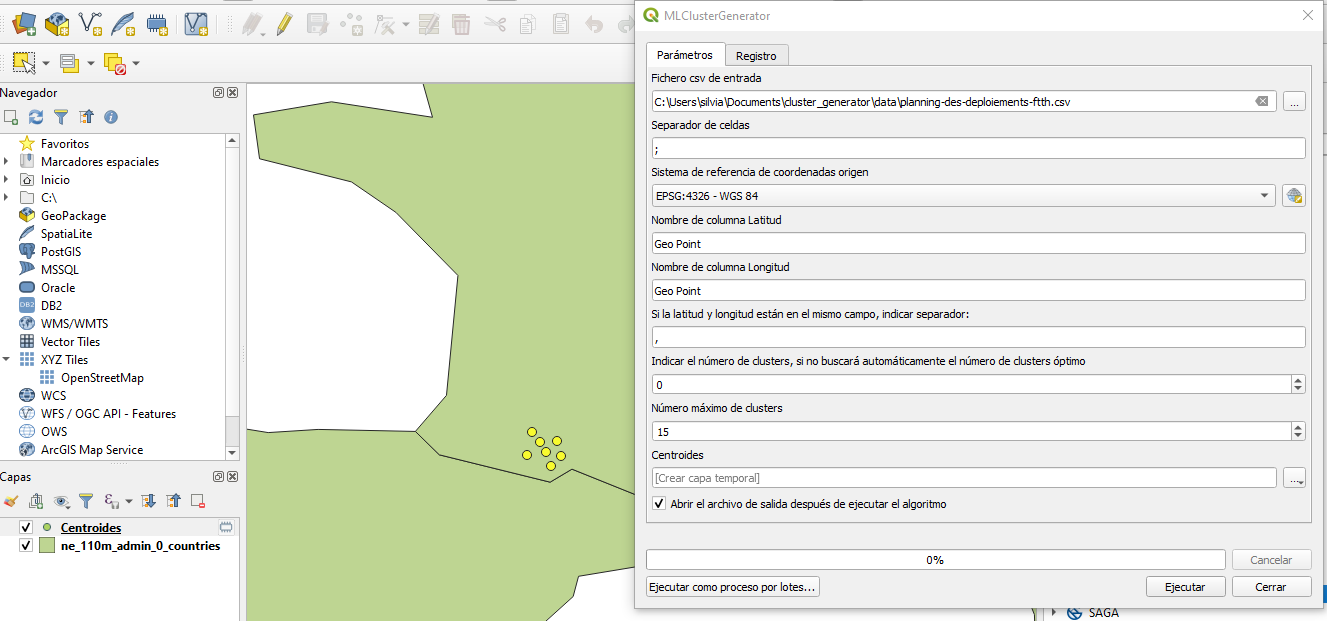 MLClusterGenerator
Parámetros
Registro
Fichero csv de entrada
C:\Users\silvia\Documents\cluster_generator\data\planning-des-deploiements-ftth.csv
...
Separador de celdas
;
Sistema de referencia de coordenadas origen
EPSG:4326 - WGS 84
Nombre de columna Latitud
Geo Point
Nombre de columna Longitud
Geo Point
Si la latitud y longitud están en el mismo campo, indicar separador:
,
Indicar el número de clusters, si no buscará automáticamente el número de clusters óptimo
0
Número máximo de clusters
15
Centroides
[Crear capa temporal]
...
Abrir el archivo de salida después de ejecutar el algoritmo
0%
Cancelar
Ejecutar como proceso por lotes...
Ejecutar
Cerrar
SAGA
Navegador
Favoritos
Marcadores espaciales
Inicio
C:\
GeoPackage
SpatiaLite
PostGIS
MSSQL
Oracle
DB2
DB2
WMS/WMTS
Vector Tiles
XYZ Tiles
OpenStreetMap
WCS
WFS / OGC API - Features
OWS
ArcGIS Map Service
Capas
Centroides
ne_110m_admin_0_countries